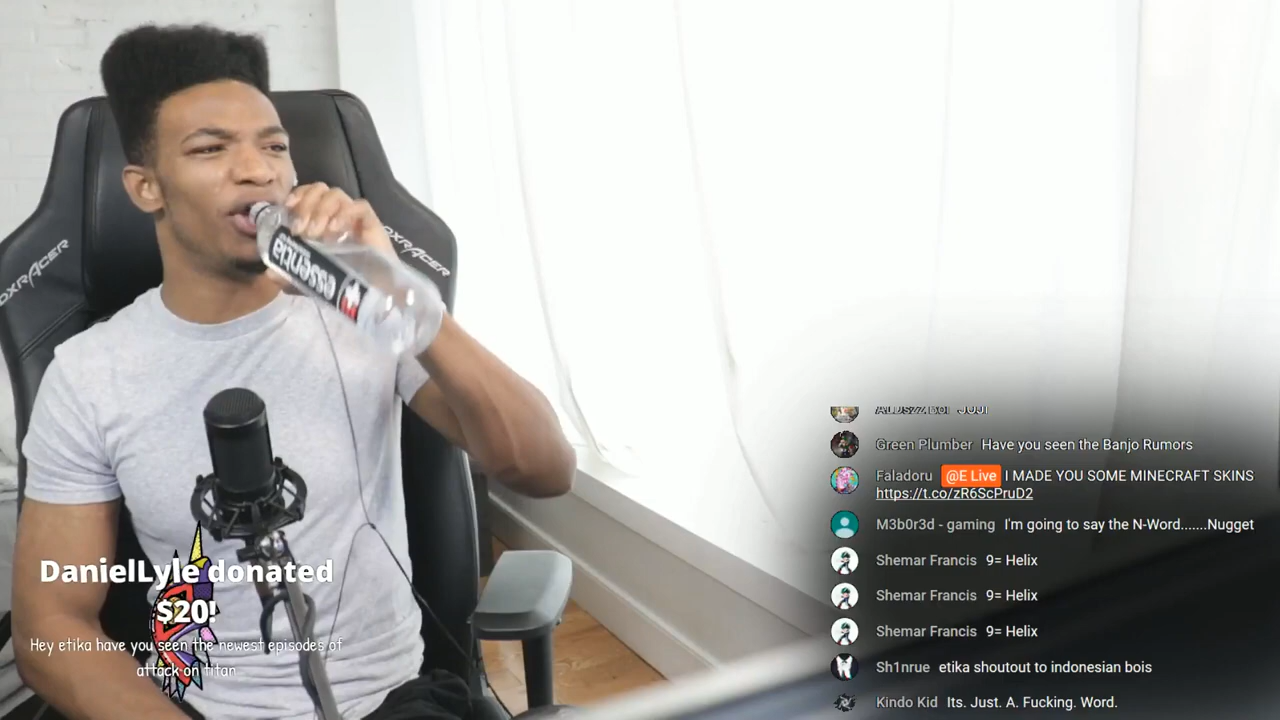 DXRACER
DXRACER
essentia
DanielLyle donated
$20!
Hey etika have you seen the newest episodes of
attack on titan
JUJI
Green Plumber Have you seen the Banjo Rumors
Faladoru @E Live I MADE YOU SOME MINECRAFT SKINS
https://t.co/zR6ScPruD2
M3b0r3d - gaming I'm going to say the N-Word.......Nugget
Shemar Francis 9= Helix
Shemar Francis 9= Helix
Shemar Francis 9= Helix
Sh1nrue etika shoutout to indonesian bois
Kindo Kid Its. Just. A. Fucking. Word.